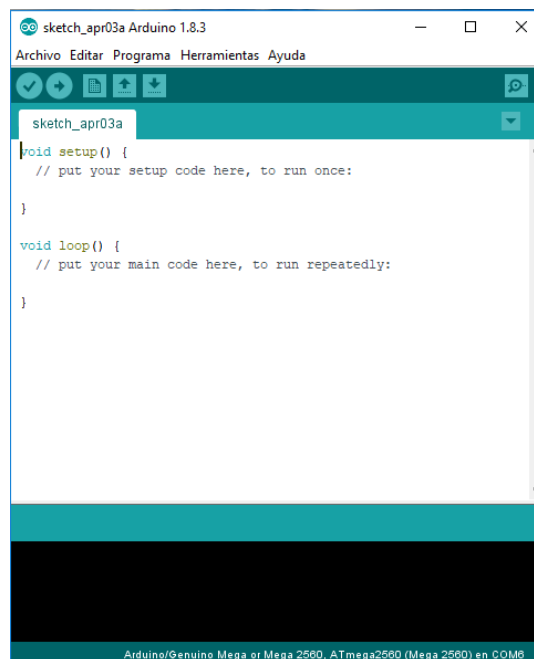 sketch_apr03a Arduino 1.8.3
Archivo Editar Programa Herramientas Ayuda
sketch_apr03a
void setup() {
  // put your setup code here, to run once:
}
void loop() {
  // put your main code here, to run repeatedly:
}
Arduino/Genuino Mega or Mega 2560, ATmega2560 (Mega 2560) en COM6